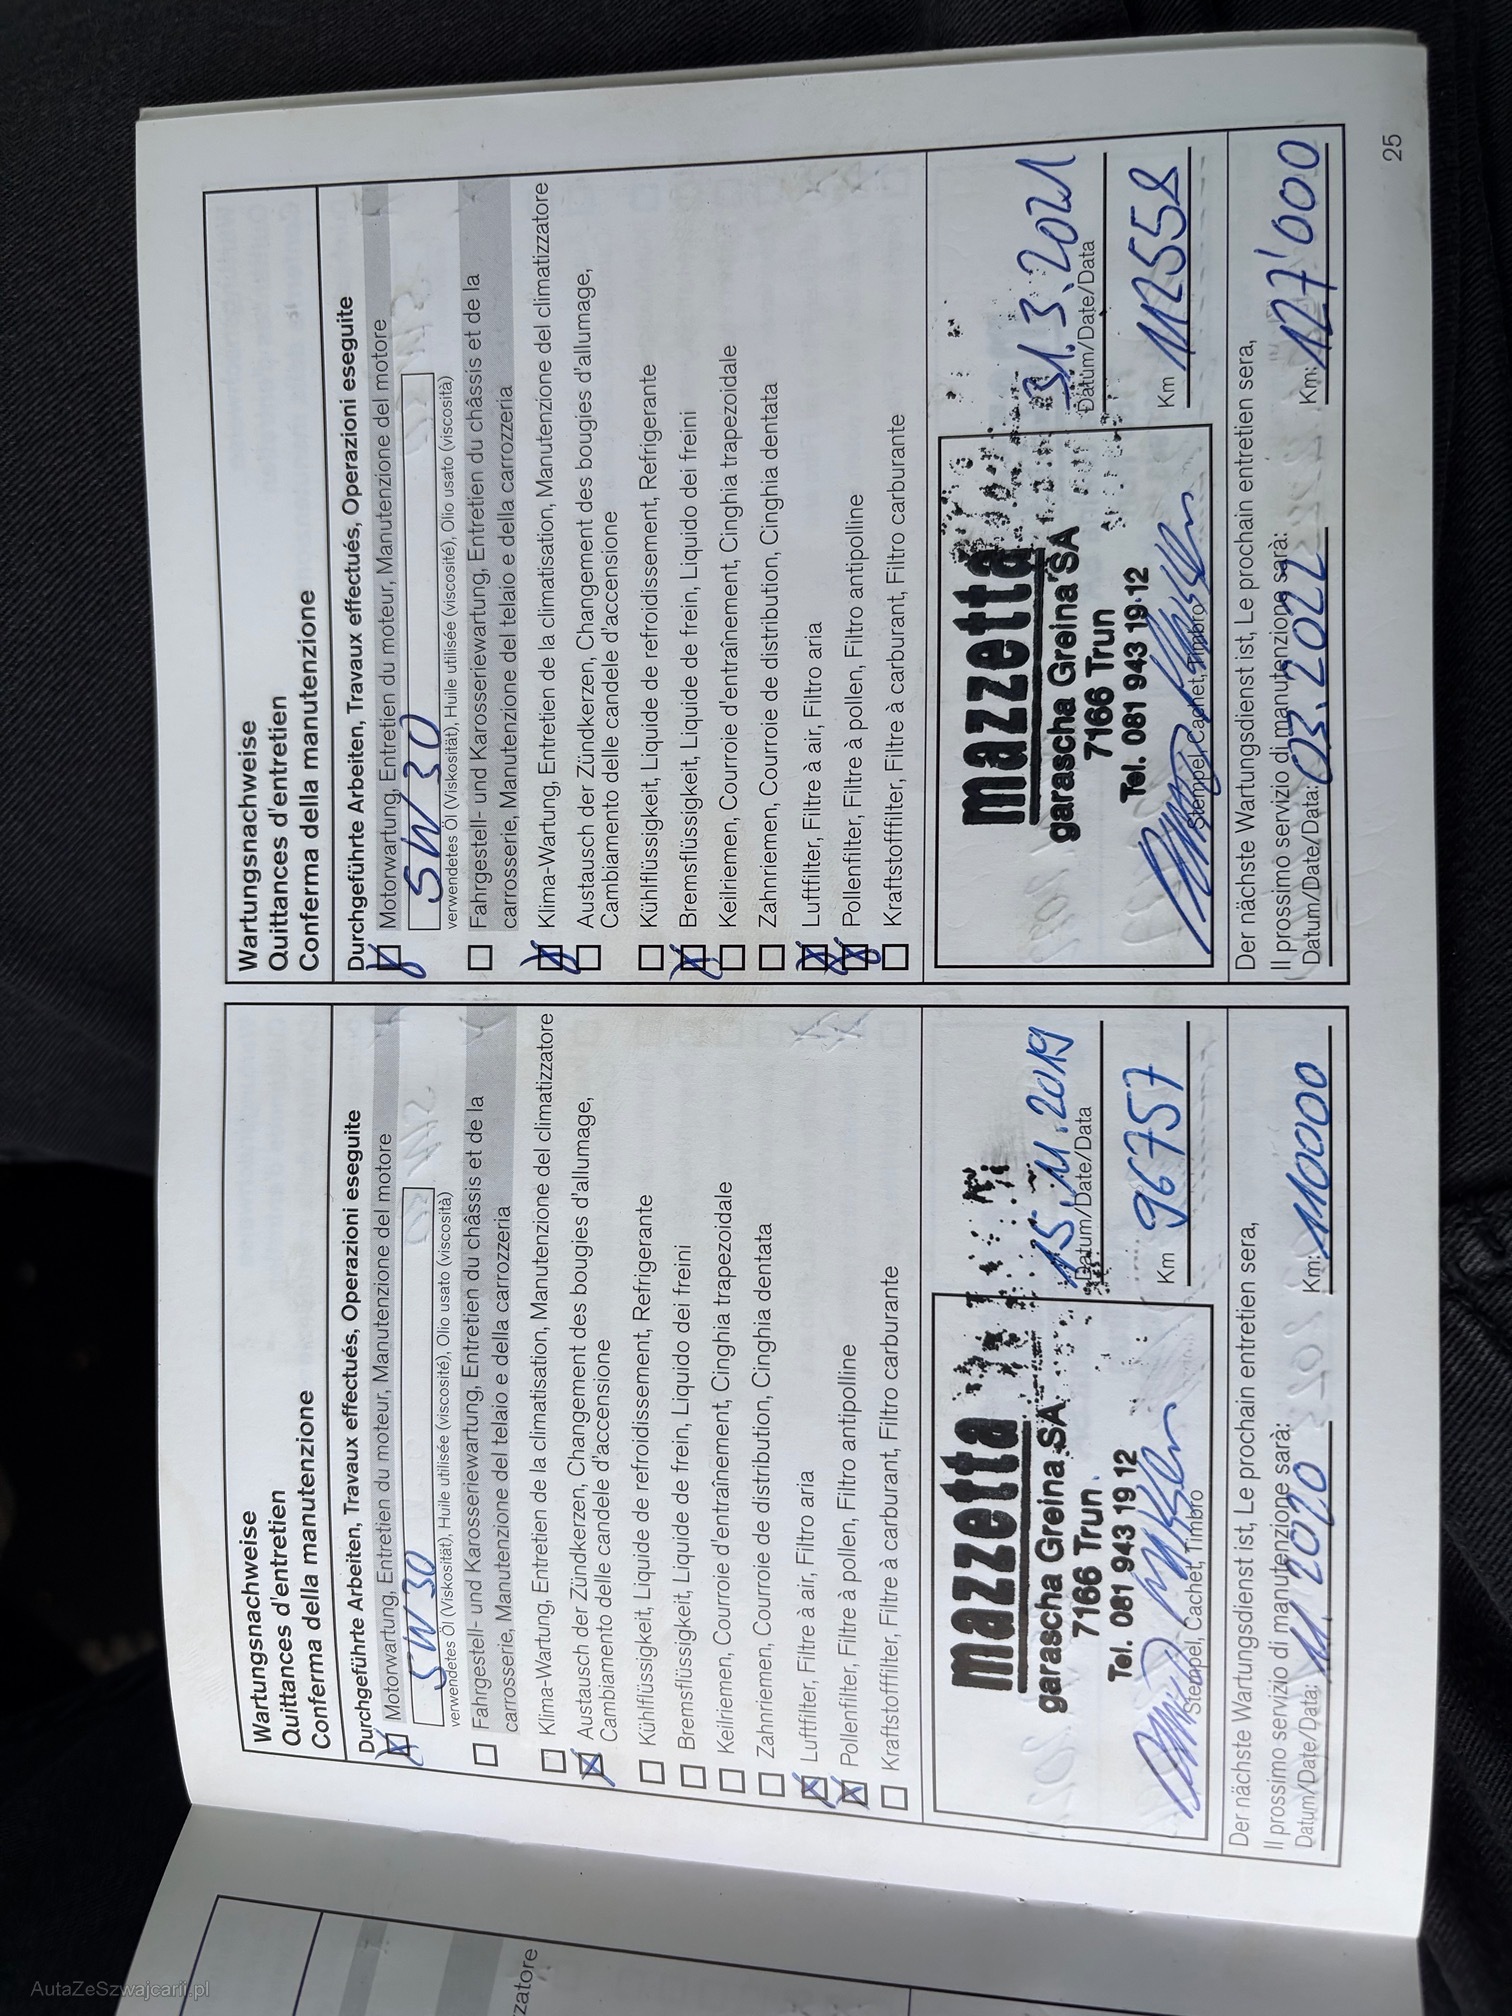 Wartungsnachweise
Quittances d'entretien
Conferma della manutenzione
Durchgeführte Arbeiten, Travaux effectués, Operazioni eseguite
Motorwartung, Entretien du moteur, Manutenzione del motore
5W30
verwendetes Öl (Viskosität), Huile utilisée (viscosité), Olio usato (viscosità)
Fahrgestell- und Karosseriewartung, Entretien du châssis et de la
carrosserie, Manutenzione del telaio e della carrozzeria
Klima-Wartung, Entretien de la climatisation, Manutenzione del climatizzatore
Austausch der Zündkerzen, Changement des bougies d'allumage,
Cambiamento delle candele d'accensione
Kühlflüssigkeit, Liquide de refroidissement, Refrigerante
Bremsflüssigkeit, Liquide de frein, Liquido dei freini
Keilriemen, Courroie d'entraînement, Cinghia trapezoidale
Zahnriemen, Courroie de distribution, Cinghia dentata
Luftfilter, Filtre à air, Filtro aria
Pollenfilter, Filtre à pollen, Filtro antipolline
Kraftstofffilter, Filtre à carburant, Filtro carburante
mazzetta
garascha Greina SA
7166 Trun
Tel. 081 943 19 12
Stempel, Cachet, Timbro
15.11.2019
Datum/Date/Data
Km 96757
Der nächste Wartungsdienst ist, Le prochain entretien sera,
Il prossimo servizio di manutenzione sarà:
Datum/Date/Data: 11.2020 Km: 110000
Wartungsnachweise
Quittances d'entretien
Conferma della manutenzione
Durchgeführte Arbeiten, Travaux effectués, Operazioni eseguite
Motorwartung, Entretien du moteur, Manutenzione del motore
5W30
verwendetes Öl (Viskosität), Huile utilisée (viscosité), Olio usato (viscosità)
Fahrgestell- und Karosseriewartung, Entretien du châssis et de la
carrosserie, Manutenzione del telaio e della carrozzeria
Klima-Wartung, Entretien de la climatisation, Manutenzione del climatizzatore
Austausch der Zündkerzen, Changement des bougies d'allumage,
Cambiamento delle candele d'accensione
Kühlflüssigkeit, Liquide de refroidissement, Refrigerante
Bremsflüssigkeit, Liquide de frein, Liquido dei freini
Keilriemen, Courroie d'entraînement, Cinghia trapezoidale
Zahnriemen, Courroie de distribution, Cinghia dentata
Luftfilter, Filtre à air, Filtro aria
Pollenfilter, Filtre à pollen, Filtro antipolline
Kraftstofffilter, Filtre à carburant, Filtro carburante
mazzetta
garascha Greina SA
7166 Trun
Tel. 081 943 19 12
Stempel, Cachet, Timbro
31.3.2021
Datum/Date/Data
Km 112558
Der nächste Wartungsdienst ist, Le prochain entretien sera,
Il prossimo servizio di manutenzione sarà:
Datum/Date/Data: 03.2022 Km: 127'000
25
zatore
AutaZeSzwajcarii.pl